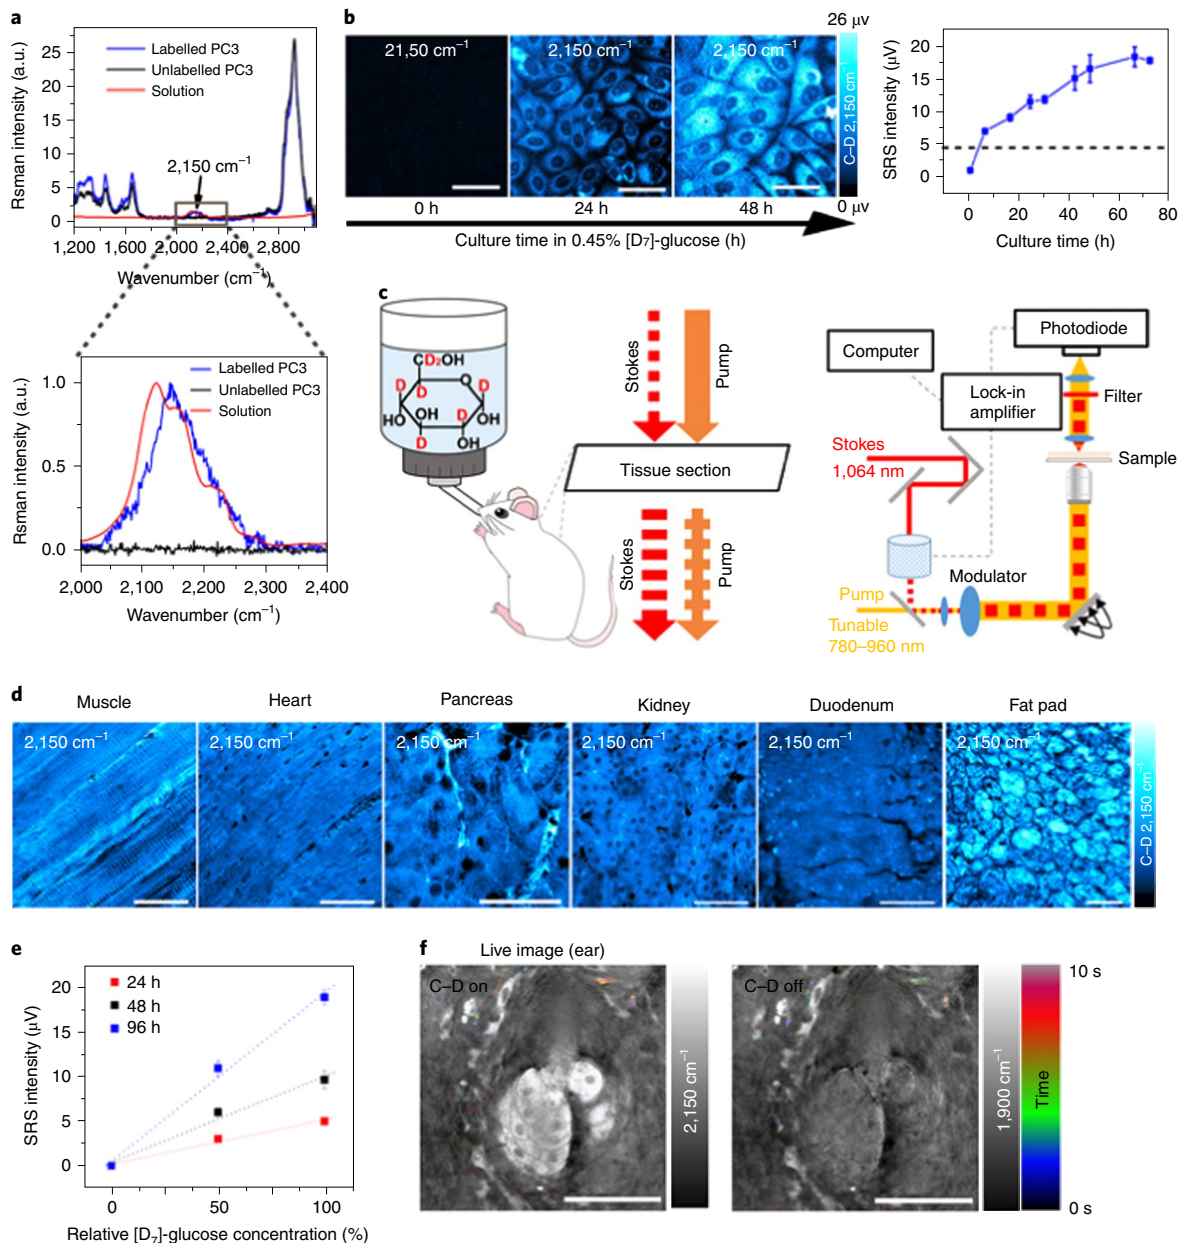 a
Rsman intensity (a.u.)
25
20
15
10
5
0
Labelled PC3
Unlabelled PC3
Solution
2,150 cm⁻¹
1,200 1,600 2,000 2,400 2,800
Wavenumber (cm⁻¹)
Rsman intensity (a.u.)
1.0
0.5
0.0
Labelled PC3
Unlabelled PC3
Solution
2,000 2,100 2,200 2,300 2,400
Wavenumber (cm⁻¹)
b
21,50 cm⁻¹ 2,150 cm⁻¹ 2,150 cm⁻¹
26 μv
C–D 2,150 cm⁻¹
0 μv
0 h 24 h 48 h
Culture time in 0.45% [D₇]-glucose (h)
SRS intensity (μV)
20
15
10
5
0
0 20 40 60 80
Culture time (h)
c
CD₂OH
D
O
D
D
D
OH
HO
OH
D
D
OH
Stokes
Pump
Tissue section
Stokes
Pump
Photodiode
Computer
Lock-in
amplifier
Filter
Sample
Stokes
1,064 nm
Modulator
Pump
Tunable
780–960 nm
d
Muscle Heart Pancreas Kidney Duodenum Fat pad
2,150 cm⁻¹ 2,150 cm⁻¹ 2,150 cm⁻¹ 2,150 cm⁻¹ 2,150 cm⁻¹ 2,150 cm⁻¹
C–D 2,150 cm⁻¹
e
SRS intensity (μV)
20
15
10
5
0
24 h
48 h
96 h
0 50 100
Relative [D₇]-glucose concentration (%)
f
Live image (ear)
C–D on
2,150 cm⁻¹
C–D off
1,900 cm⁻¹
Time
10 s
0 s